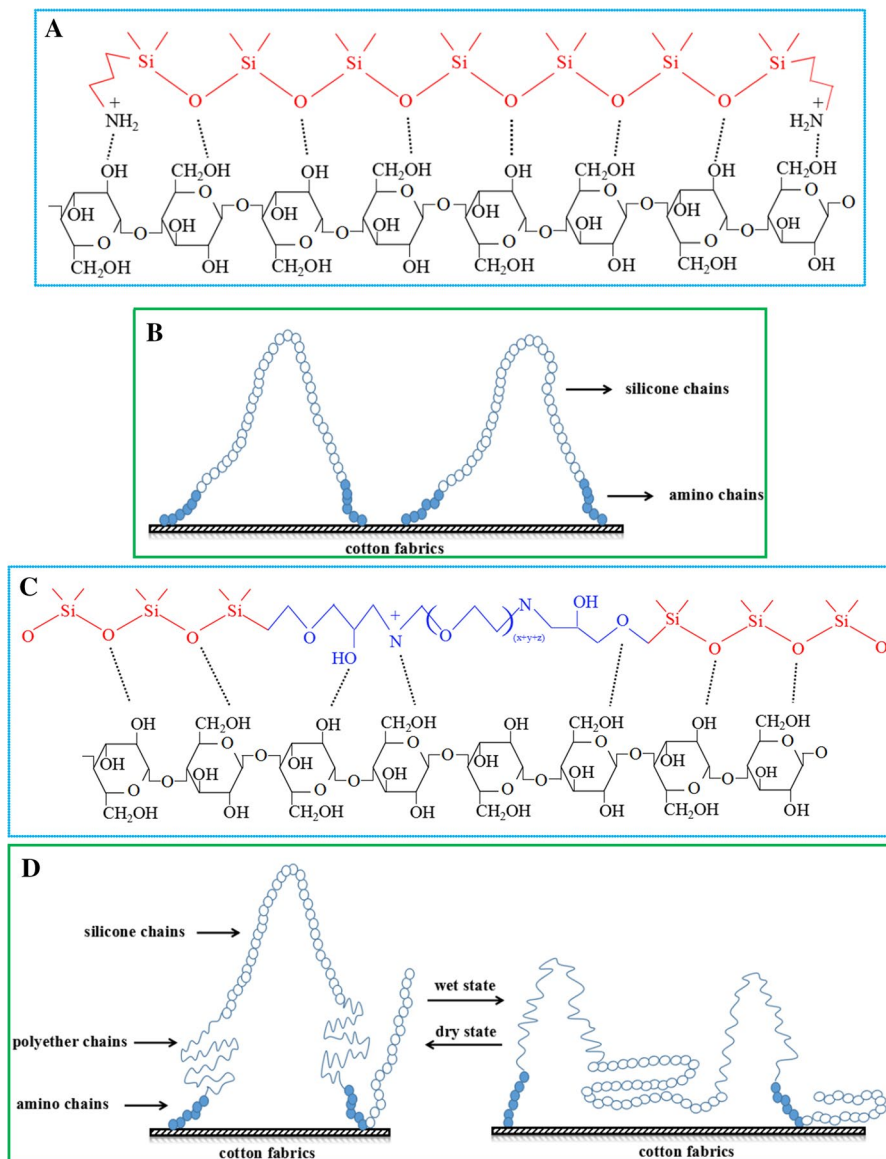 A
Si Si Si Si Si Si Si
O O O O O O
+ +
NH2 H2N
OH CH2OH OH CH2OH OH CH2OH OH CH2OH
OH O OH O OH O OH O
OH OH OH OH
O O O O O O O O
O O O O
CH2OH OH CH2OH OH CH2OH OH CH2OH OH
B
silicone chains
amino chains
cotton fabrics
C
Si Si Si + N OH Si Si Si
O O O O N ( O )(x+y+z) O O O O
HO
OH CH2OH OH CH2OH OH CH2OH OH CH2OH
OH O OH O OH O OH O
OH OH OH OH
O O O O O O O O
O O O O
CH2OH OH CH2OH OH CH2OH OH CH2OH OH
D
silicone chains
wet state
dry state
polyether chains
amino chains
cotton fabrics cotton fabrics